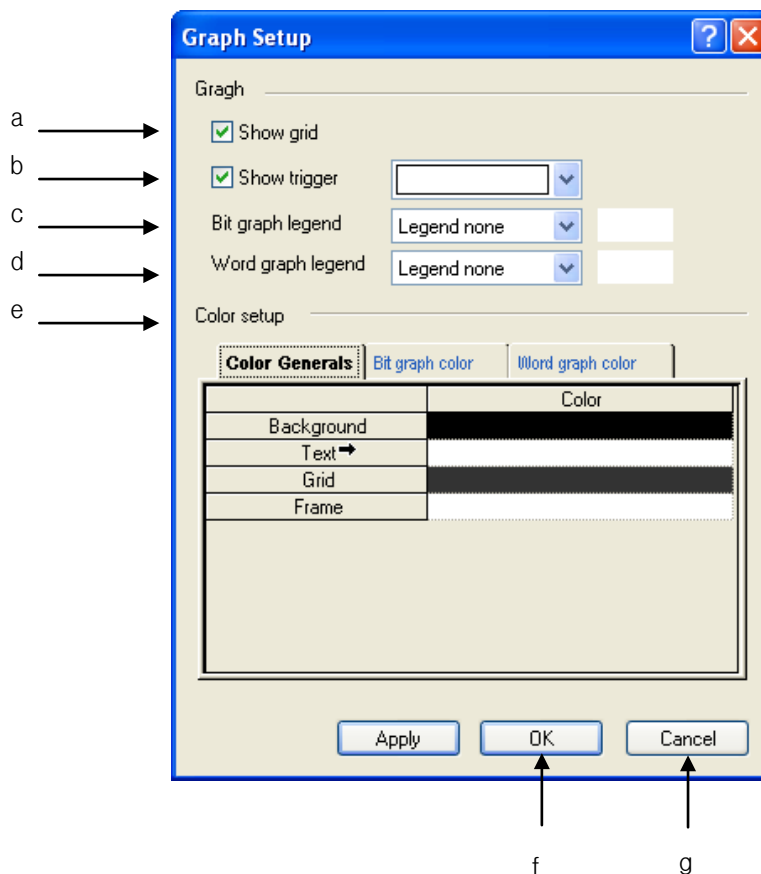 Graph Setup
Gragh
a
Show grid
b
Show trigger
c
Bit graph legend Legend none
d
Word graph legend Legend none
e
Color setup
Color Generals Bit graph color Word graph color
Color
Background
Text
Grid
Frame
Apply OK Cancel
f g